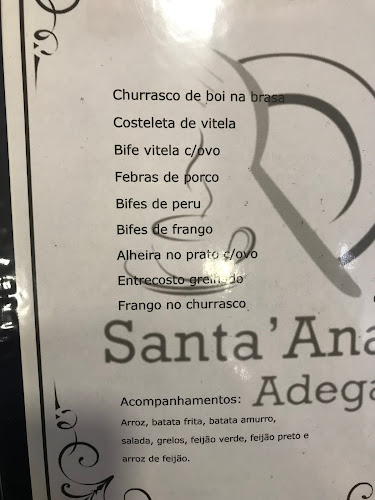 Churrasco de boi na brasa
Costeleta de vitela
Bife vitela c/ovo
Febras de porco
Bifes de peru
Bifes de frango
Alheira no prato c/ovo
Entrecosto grelhado
Frango no churrasco
Santa'Ana
Adega
Acompanhamentos:
Arroz, batata frita, batata amurro,
salada, grelos, feijão verde, feijão preto e
arroz de feijão.